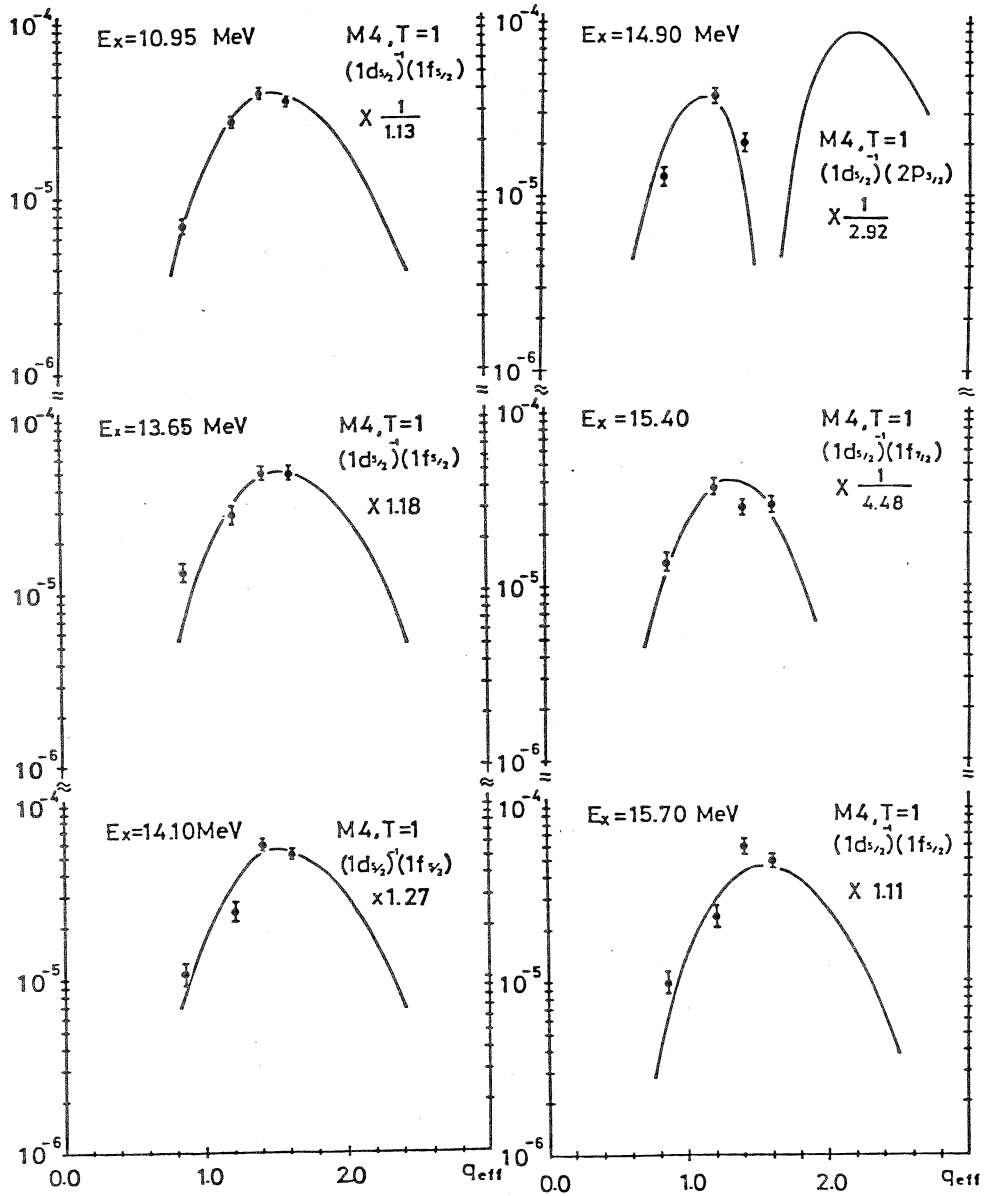 10⁻⁴
Ex=10.95 MeV
M4,T=1
(1d₅/₂)⁻¹(1f₅/₂)
X 1/1.13
10⁻⁵
10⁻⁶
10⁻⁴
Ex=14.90 MeV
M4,T=1
(1d₅/₂)⁻¹(2P₃/₂)
X 1/2.92
10⁻⁵
10⁻⁶
10⁻⁴
Ex=13.65 MeV
M4,T=1
(1d₅/₂)⁻¹(1f₅/₂)
X 1.18
10⁻⁵
10⁻⁶
10⁻⁴
Ex=15.40
M4,T=1
(1d₅/₂)⁻¹(1f₇/₂)
X 1/4.48
10⁻⁵
10⁻⁶
10⁻⁴
Ex=14.10MeV
M4,T=1
(1d₅/₂)⁻¹(1f₅/₂)
x1.27
10⁻⁵
10⁻⁶
0.0 1.0 2.0 qeff
10⁻⁴
Ex=15.70 MeV
M4,T=1
(1d₅/₂)⁻¹(1f₅/₂)
X 1.11
10⁻⁵
10⁻⁶
0.0 1.0 2.0 qeff